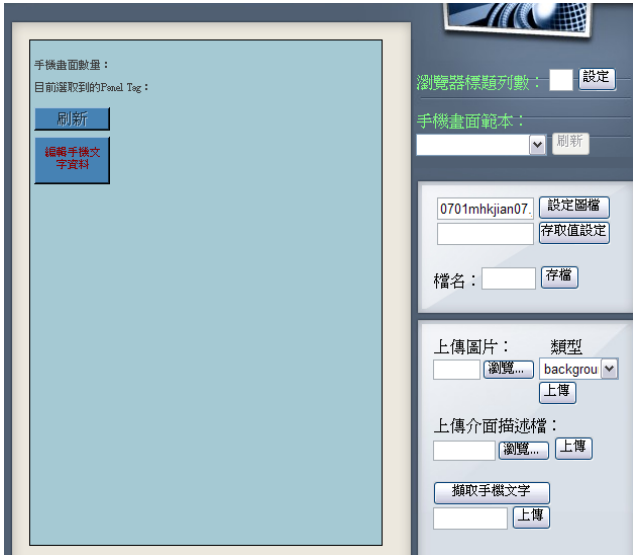 手機畫面數量：
目前選取到的Panel Tag：
刷新
編輯手機文
字資料
瀏覽器標題列數： 設定
手機畫面範本：
刷新
0701mhkjian07. 設定圖檔
存取值設定
檔名： 存檔
上傳圖片： 類型
瀏覽... backgrou
上傳
上傳介面描述檔：
瀏覽... 上傳
擷取手機文字
上傳